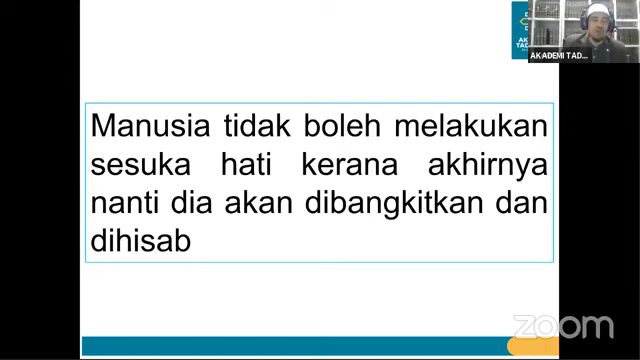 AKADEMI TAD...
Manusia tidak boleh melakukan
sesuka hati kerana akhirnya
nanti dia akan dibangkitkan dan
dihisab
zoom